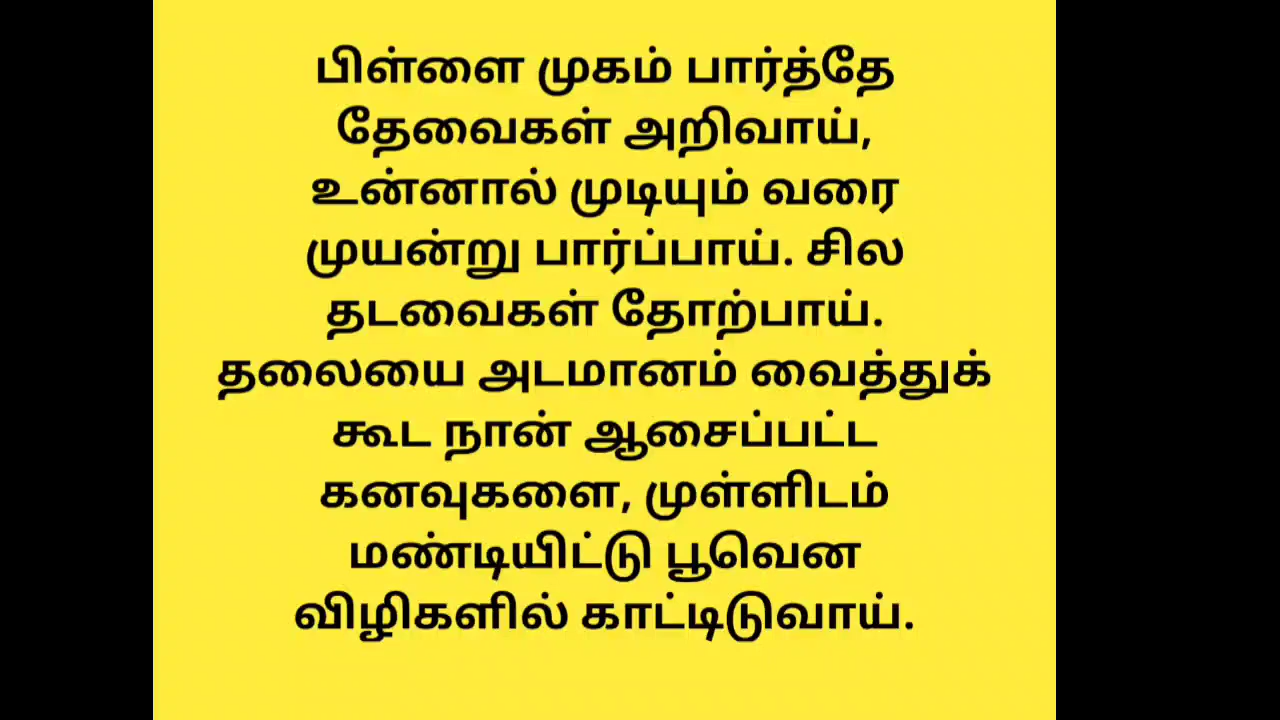 பிள்ளை முகம் பார்த்தே
தேவைகள் அறிவாய்,
உன்னால் முடியும் வரை
முயன்று பார்ப்பாய். சில
தடவைகள் தோற்பாய்.
தலையை அடமானம் வைத்துக்
கூட நான் ஆசைப்பட்ட
கனவுகளை, முள்ளிடம்
மண்டியிட்டு பூவென
விழிகளில் காட்டிடுவாய்.